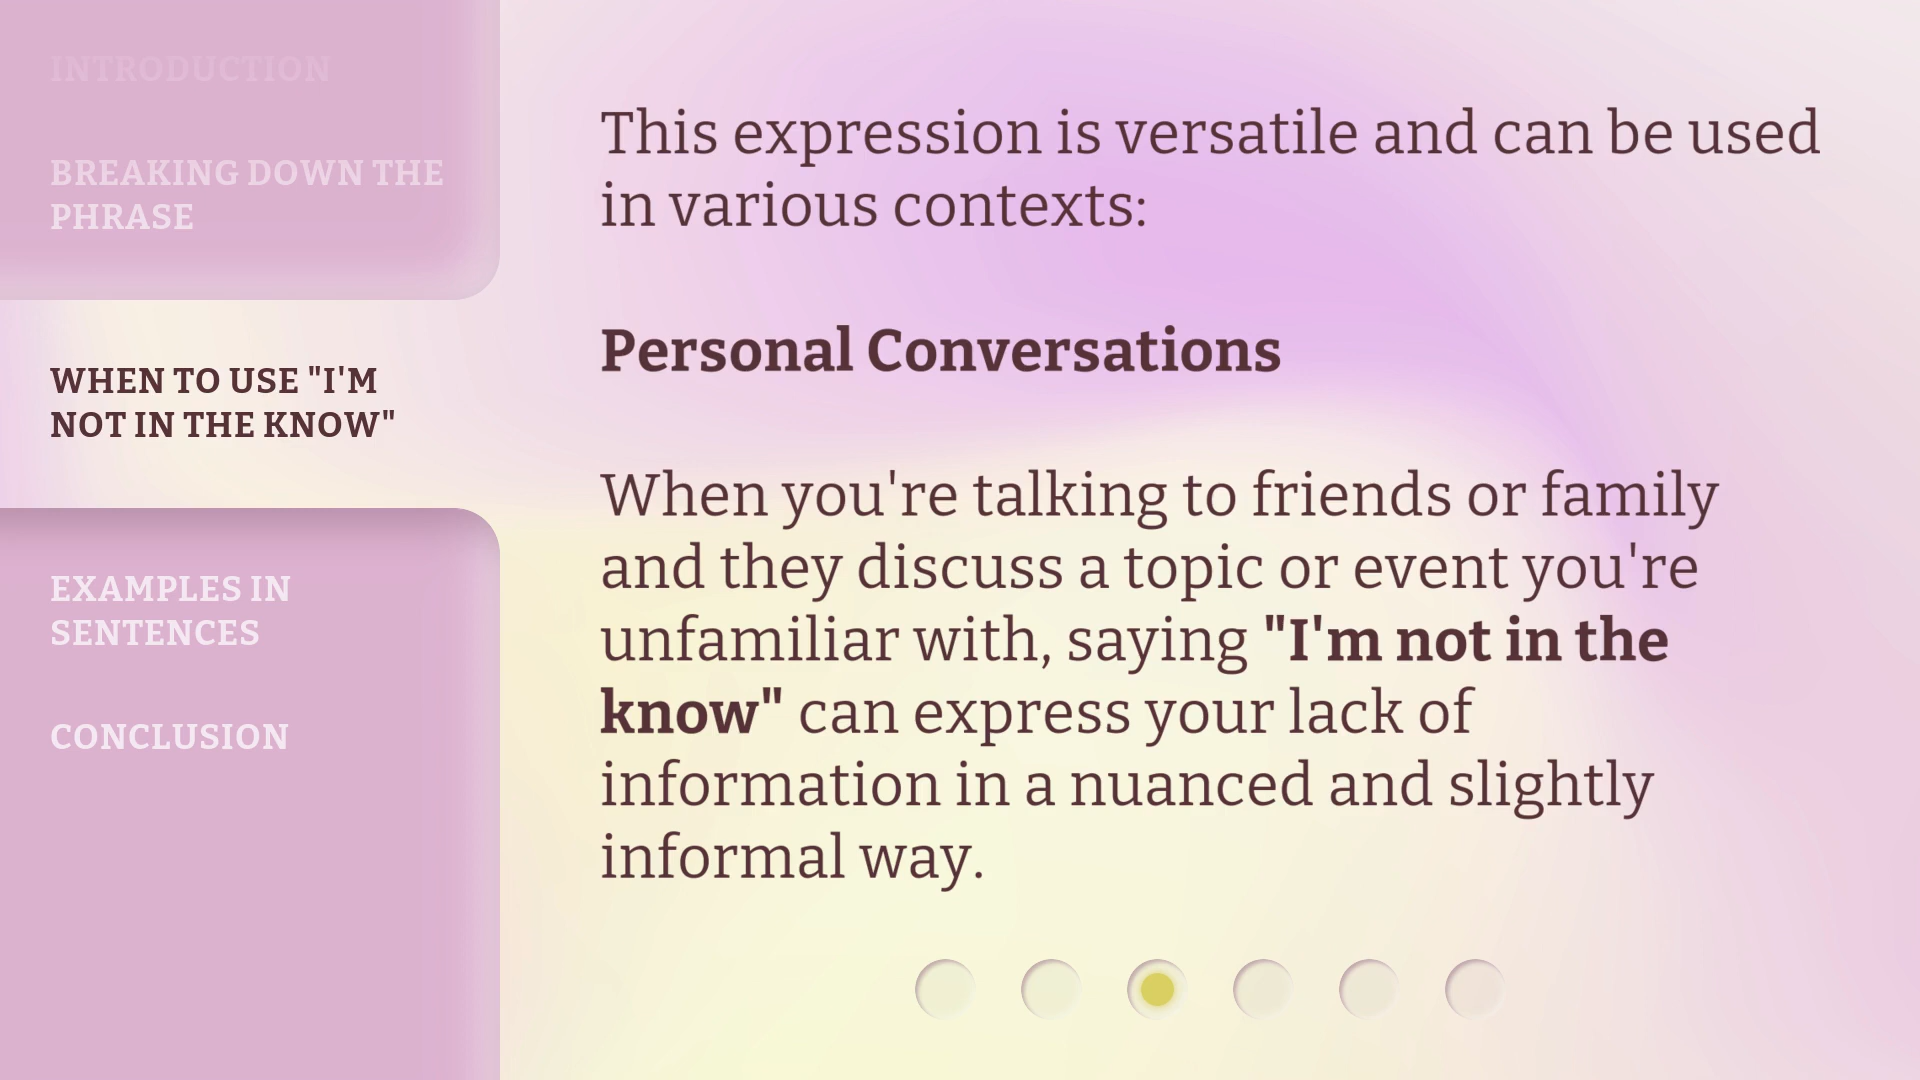 INTRODUCTION
BREAKING DOWN THE
PHRASE
WHEN TO USE "I'M
NOT IN THE KNOW"
EXAMPLES IN
SENTENCES
CONCLUSION
This expression is versatile and can be used
in various contexts:
Personal Conversations
When you're talking to friends or family
and they discuss a topic or event you're
unfamiliar with, saying "I'm not in the
know" can express your lack of
information in a nuanced and slightly
informal way.